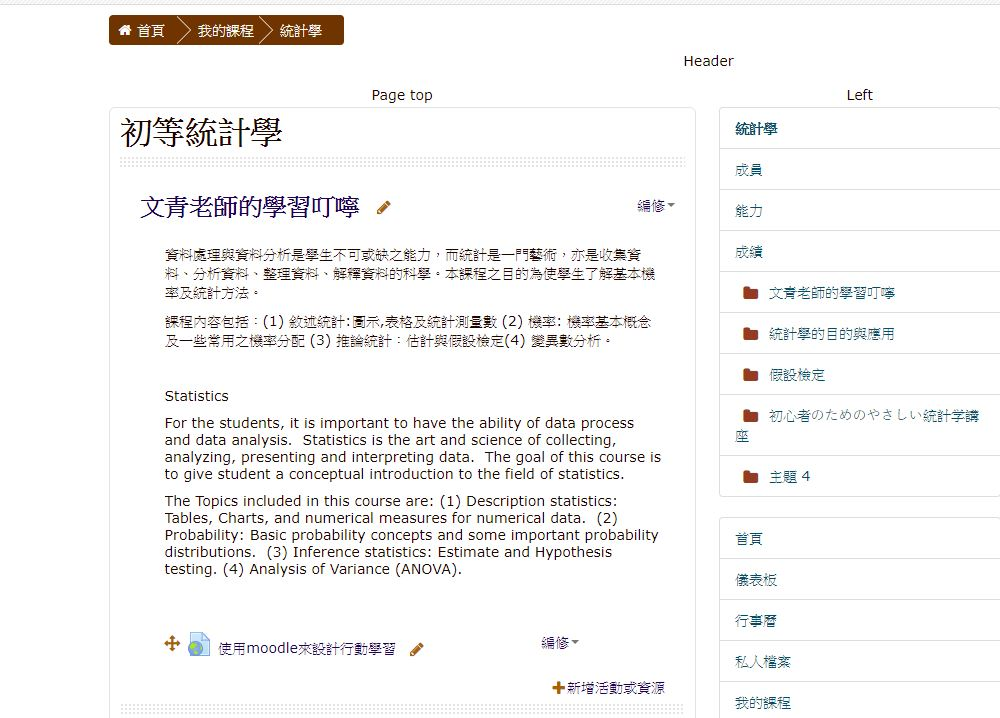 首頁 我的課程 統計學
Header
Page top
初等統計學
文青老師的學習叮嚀
編修
資料處理與資料分析是學生不可或缺之能力，而統計是一門藝術，亦是收集資
料、分析資料、整理資料、解釋資料的科學。本課程之目的為使學生了解基本機
率及統計方法。
課程內容包括：(1) 敘述統計:圖示,表格及統計測量數 (2) 機率: 機率基本概念
及一些常用之機率分配 (3) 推論統計：估計與假設檢定(4) 變異數分析。
Statistics
For the students, it is important to have the ability of data process
and data analysis.  Statistics is the art and science of collecting,
analyzing, presenting and interpreting data.  The goal of this course is
to give student a conceptual introduction to the field of statistics.
The Topics included in this course are: (1) Description statistics:
Tables, Charts, and numerical measures for numerical data.  (2)
Probability: Basic probability concepts and some important probability
distributions.  (3) Inference statistics: Estimate and Hypothesis
testing. (4) Analysis of Variance (ANOVA).
使用moodle來設計行動學習
編修
新增活動或資源
Left
統計學
成員
能力
成績
文青老師的學習叮嚀
統計學的目的與應用
假設檢定
初心者のためのやさしい統計学講
座
主題 4
首頁
儀表板
行事曆
私人檔案
我的課程